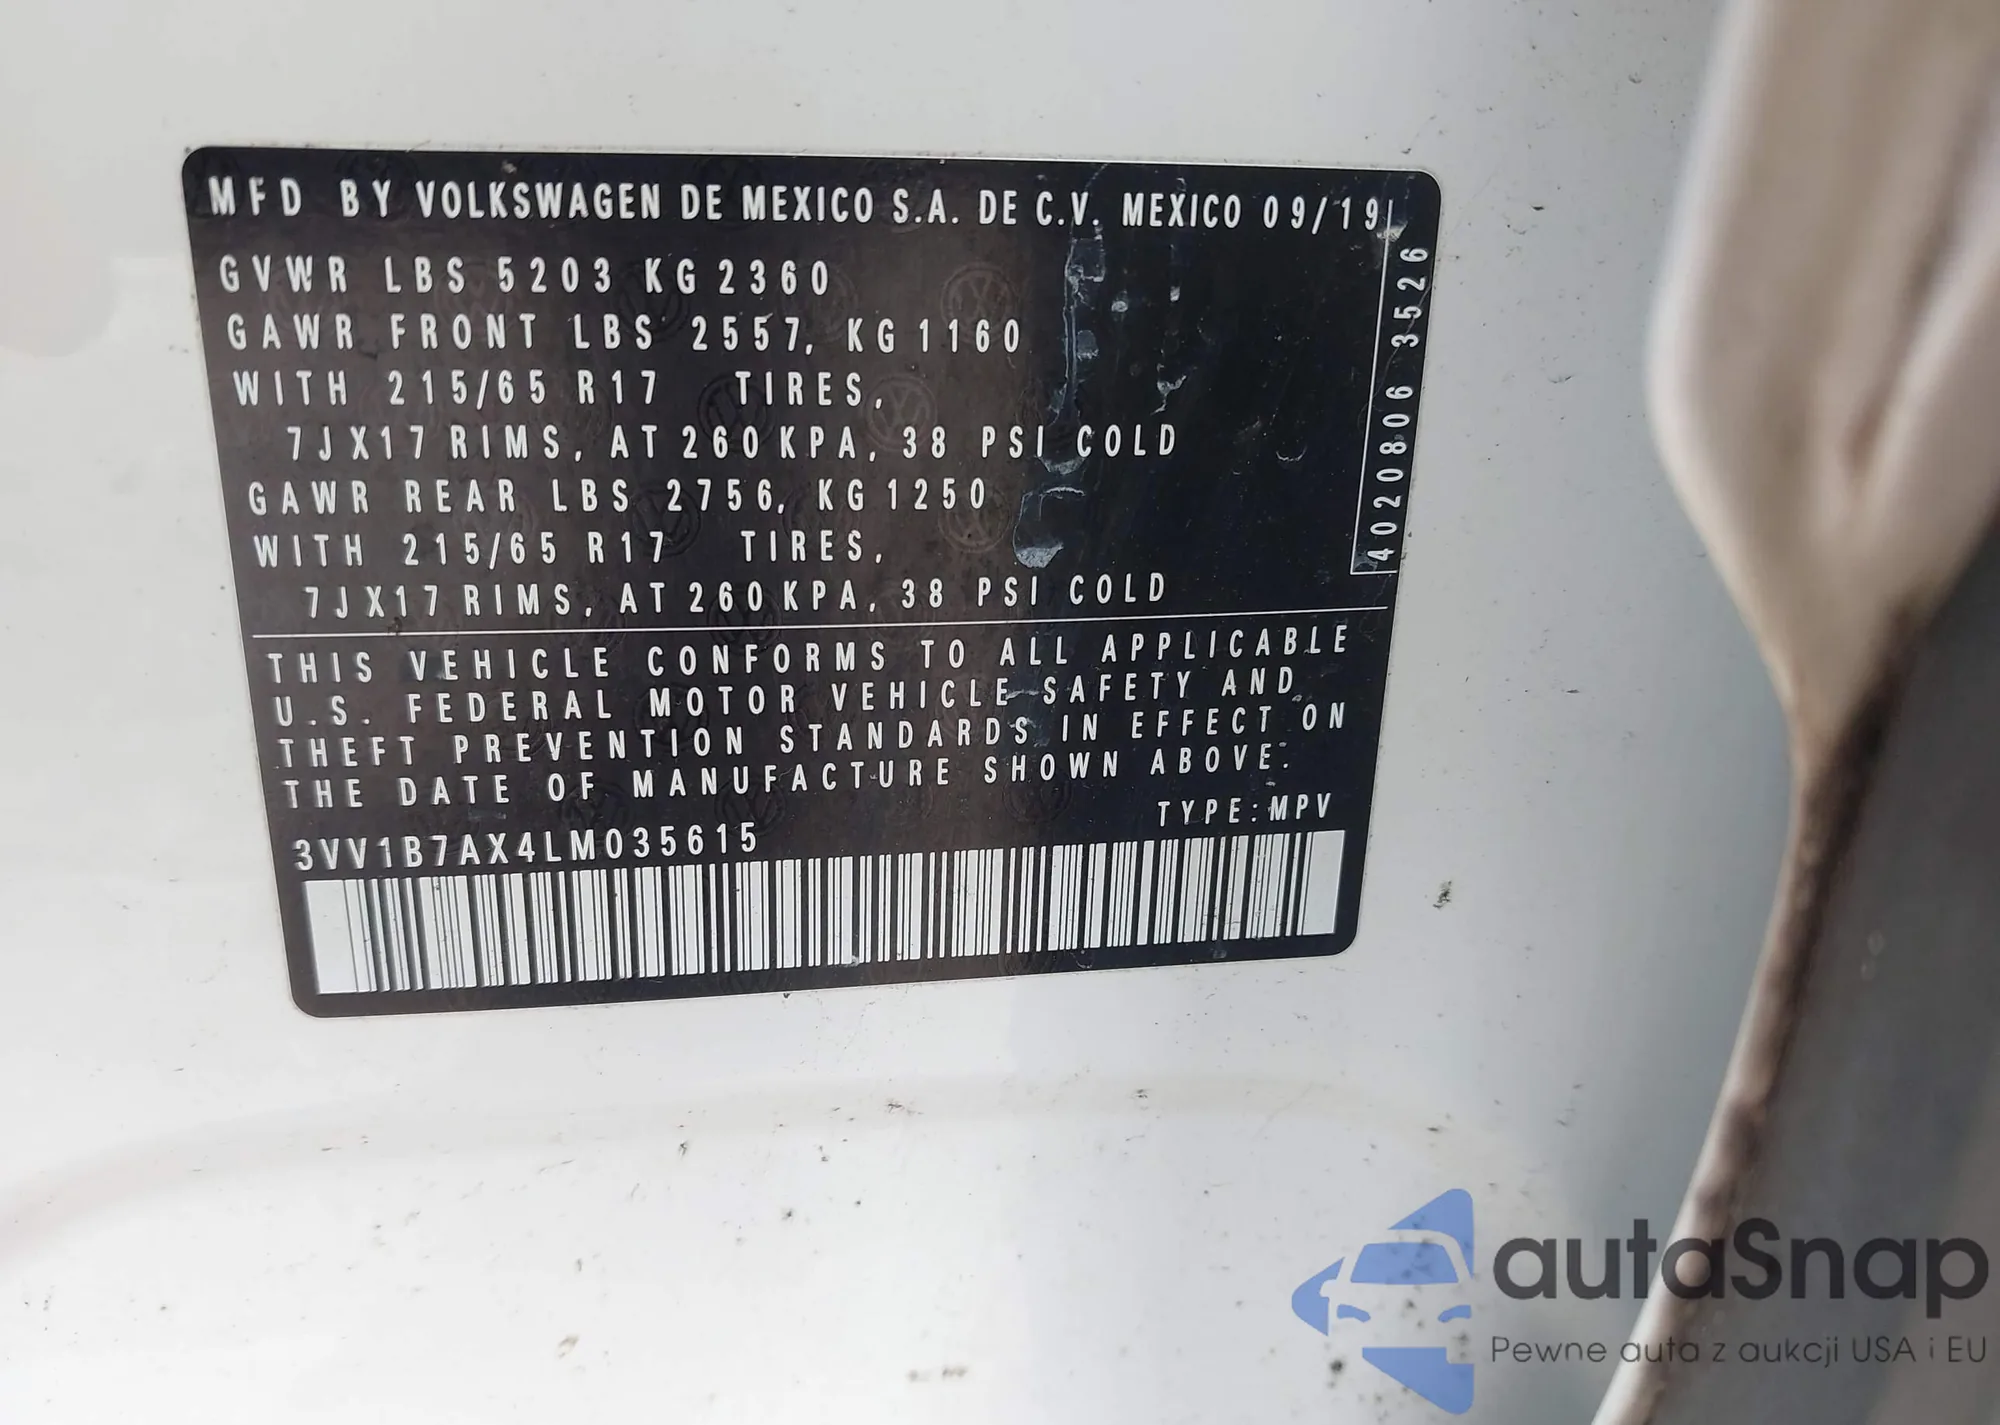 MFD BY VOLKSWAGEN DE MEXICO S.A. DE C.V. MEXICO 09/19
GVWR LBS 5203 KG 2360
GAWR FRONT LBS 2557, KG 1160
WITH 215/65 R17 TIRES,
7JX17 RIMS, AT 260 KPA, 38 PSI COLD
GAWR REAR LBS 2756, KG 1250
WITH 215/65 R17 TIRES,
7JX17 RIMS, AT 260 KPA, 38 PSI COLD
4020806 3526
THIS VEHICLE CONFORMS TO ALL APPLICABLE
U.S. FEDERAL MOTOR VEHICLE SAFETY AND
THEFT PREVENTION STANDARDS IN EFFECT ON
THE DATE OF MANUFACTURE SHOWN ABOVE.
TYPE: MPV
3VV1B7AX4LM035615
autaSnap
Pewne auta z aukcji USA i EU